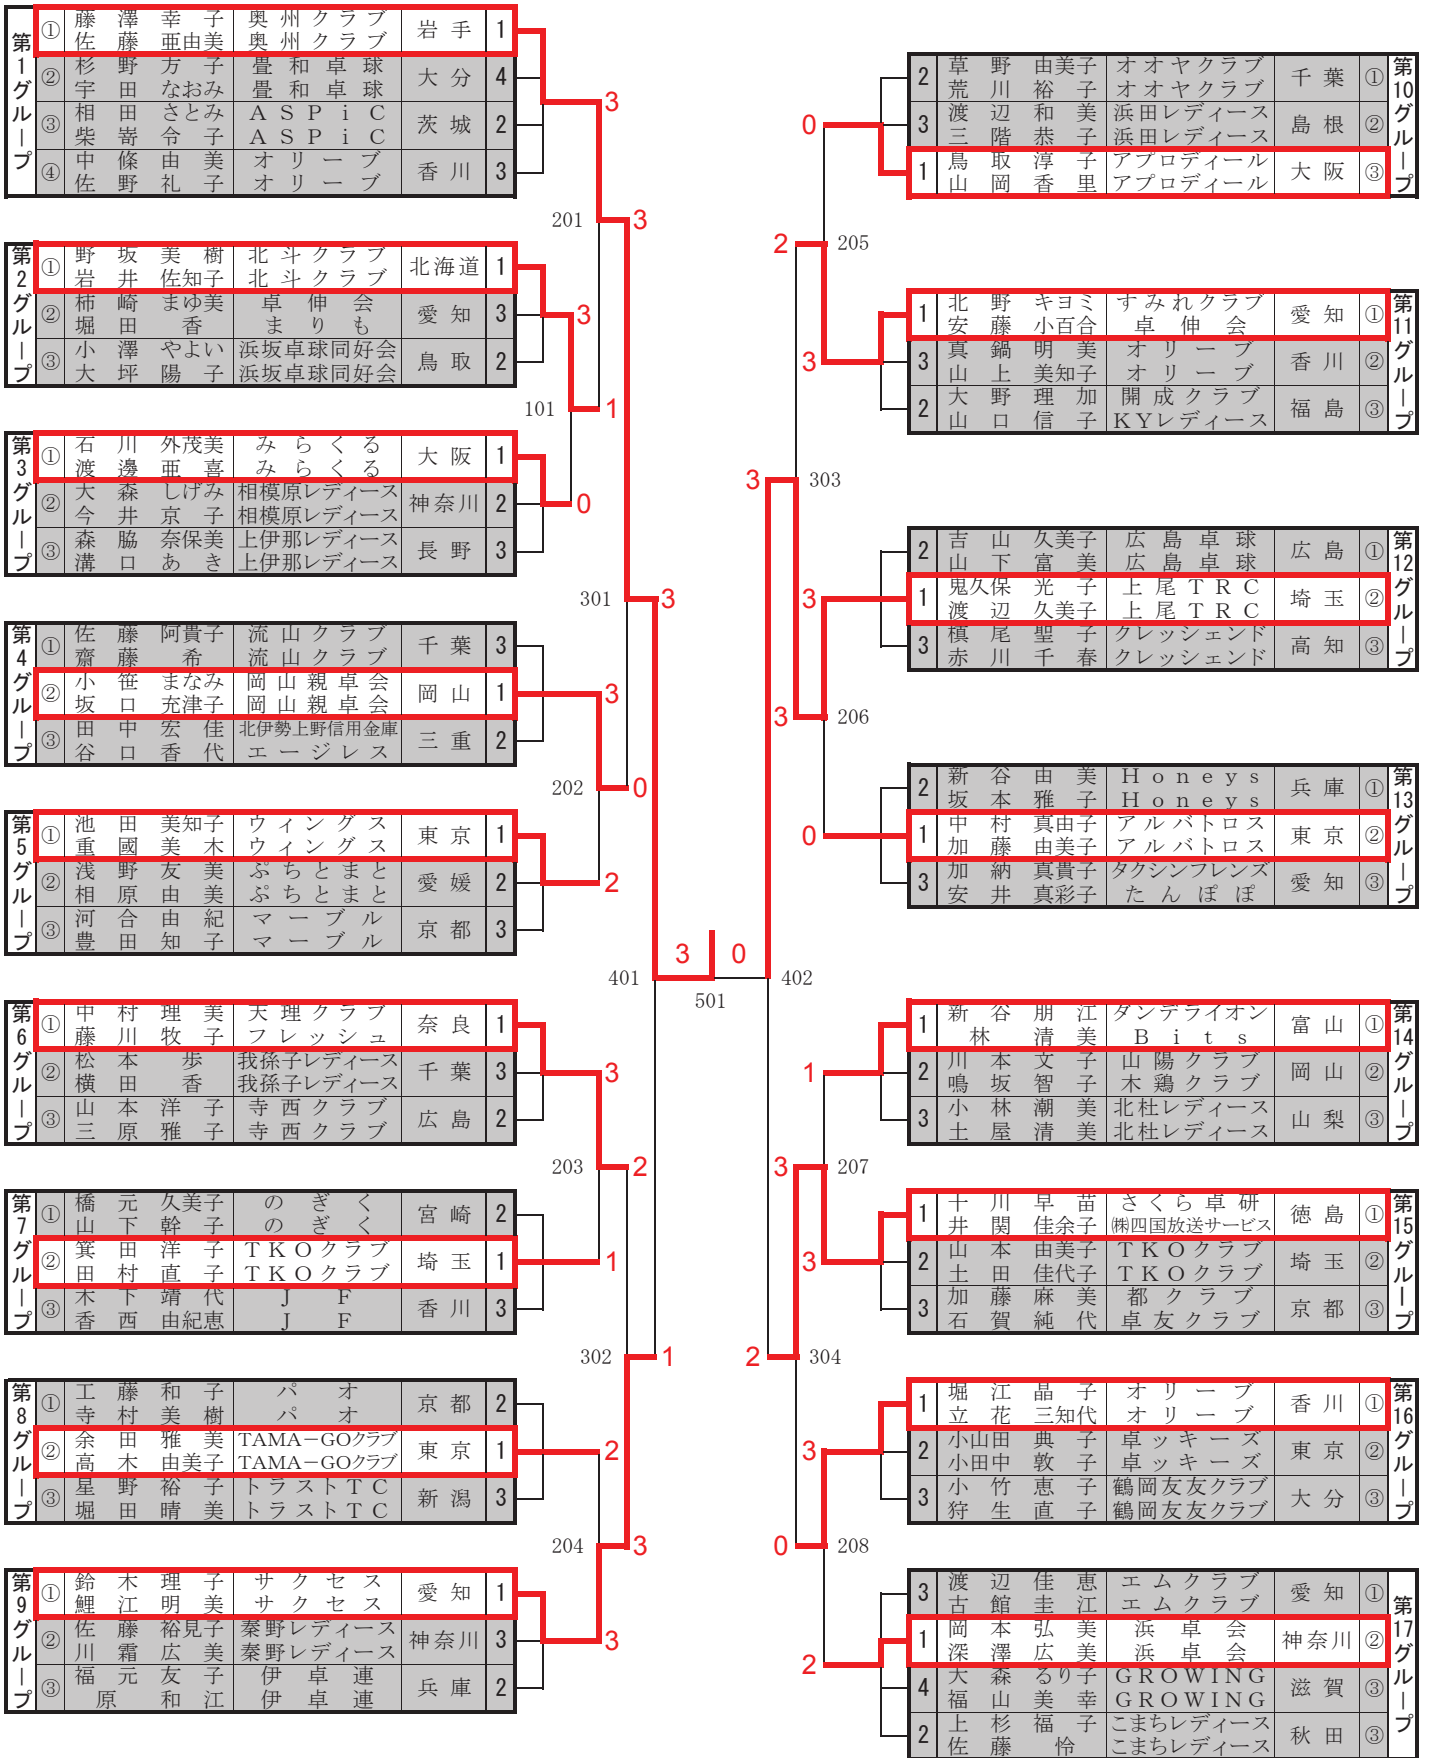 第1グループ
① 藤澤幸子 奥州クラブ 岩手 1
佐藤亜由美 奥州クラブ
② 杉野方子 畳和卓球 大分 4
宇田なおみ 畳和卓球
③ 相田さとみ ASPiC 茨城 2
柴嵜令子 ASPiC
④ 中條由美 オリーブ 香川 3
佐野礼子 オリーブ
第2グループ
① 野坂美樹 北斗クラブ 北海道 1
岩井佐知子 北斗クラブ
② 柿崎まゆ美 卓伸会 愛知 3
堀田香 まりも
③ 小澤やよい 浜坂卓球同好会 鳥取 2
大坪陽子 浜坂卓球同好会
第3グループ
① 石川外茂美 みらくる 大阪 1
渡邊亜喜 みらくる
② 大森しげみ 相模原レディース 神奈川 2
今井京子 相模原レディース
③ 森脇奈保美 上伊那レディース 長野 3
溝口あき 上伊那レディース
第4グループ
① 佐藤阿貴子 流山クラブ 千葉 3
齋藤希 流山クラブ
② 小笹まなみ 岡山親卓会 岡山 1
坂口充津子 岡山親卓会
③ 田中宏佳 北伊勢上野信用金庫 三重 2
谷口香代 エージレス
第5グループ
① 池田美知子 ウィングス 東京 1
重國美木 ウィングス
② 浅野友美 ぷちとまと 愛媛 2
相原由美 ぷちとまと
③ 河合由紀 マーブル 京都 3
豊田知子 マーブル
第6グループ
① 中村理美 天理クラブ 奈良 1
藤川牧子 フレッシュ
② 松本歩 我孫子レディース 千葉 3
横田香 我孫子レディース
③ 山本洋子 寺西クラブ 広島 2
三原雅子 寺西クラブ
第7グループ
① 橋元久美子 のぎく 宮崎 2
山下幹子 のぎく
② 箕田洋子 TKOクラブ 埼玉 1
田村直子 TKOクラブ
③ 木下靖代 JF 香川 3
香西由紀恵 JF
第8グループ
① 工藤和子 パオ 京都 2
寺村美樹 パオ
② 余田雅美 TAMA－GOクラブ 東京 1
高木由美子 TAMA－GOクラブ
③ 星野裕子 トラストTC 新潟 3
堀田晴美 トラストTC
第9グループ
① 鈴木理子 サクセス 愛知 1
鯉江明美 サクセス
② 佐藤裕見子 秦野レディース 神奈川 3
川霜広美 秦野レディース
③ 福元友子 伊卓連 兵庫 2
原和江 伊卓連
3
201 3
3
101 1
0
301 3
3
202 0
2
401 3 0 402
501
3
203 2
1
302 1
2
204 3
3
0
2 205
3
3 303
3
3 206
0
1
3 207
3
2 304
3
0 208
2
第10グループ
2 草野由美子 オオヤクラブ 千葉 ①
荒川裕子 オオヤクラブ
3 渡辺和美 浜田レディース 島根 ②
三階恭子 浜田レディース
1 鳥取淳子 アプロディール 大阪 ③
山岡香里 アプロディール
第11グループ
1 北野キヨミ すみれクラブ 愛知 ①
安藤小百合 卓伸会
3 真鍋明美 オリーブ 香川 ②
山上美知子 オリーブ
2 大野理加 開成クラブ 福島 ③
山口信子 KYレディース
第12グループ
2 吉山久美子 広島卓球 広島 ①
山下富美 広島卓球
1 鬼久保光子 上尾TRC 埼玉 ②
渡辺久美子 上尾TRC
3 槙尾聖子 クレッシェンド 高知 ③
赤川千春 クレッシェンド
第13グループ
2 新谷由美 Honeys 兵庫 ①
坂本雅子 Honeys
1 中村真由子 アルバトロス 東京 ②
加藤由美子 アルバトロス
3 加納真貴子 タクシンフレンズ 愛知 ③
安井真彩子 たんぽぽ
第14グループ
1 新谷朋江 ダンデライオン 富山 ①
林清美 Bits
2 川本文子 山陽クラブ 岡山 ②
鳴坂智子 木鶏クラブ
3 小林潮美 北杜レディース 山梨 ③
土屋清美 北杜レディース
第15グループ
1 十川早苗 さくら卓研 徳島 ①
井関佳余子 ㈱四国放送サービス
2 山本由美子 TKOクラブ 埼玉 ②
土田佳代子 TKOクラブ
3 加藤麻美 都クラブ 京都 ③
石賀純代 卓友クラブ
第16グループ
1 堀江晶子 オリーブ 香川 ①
立花三知代 オリーブ
2 小山田典子 卓ッキーズ 東京 ②
小田中敦子 卓ッキーズ
3 小竹恵子 鶴岡友友クラブ 大分 ③
狩生直子 鶴岡友友クラブ
第17グループ
3 渡辺佳恵 エムクラブ 愛知 ①
古館圭江 エムクラブ
1 岡本弘美 浜卓会 神奈川 ②
深澤広美 浜卓会
4 大森るり子 GROWING 滋賀 ③
福山美幸 GROWING
2 上杉福子 こまちレディース 秋田 ③
佐藤怜 こまちレディース